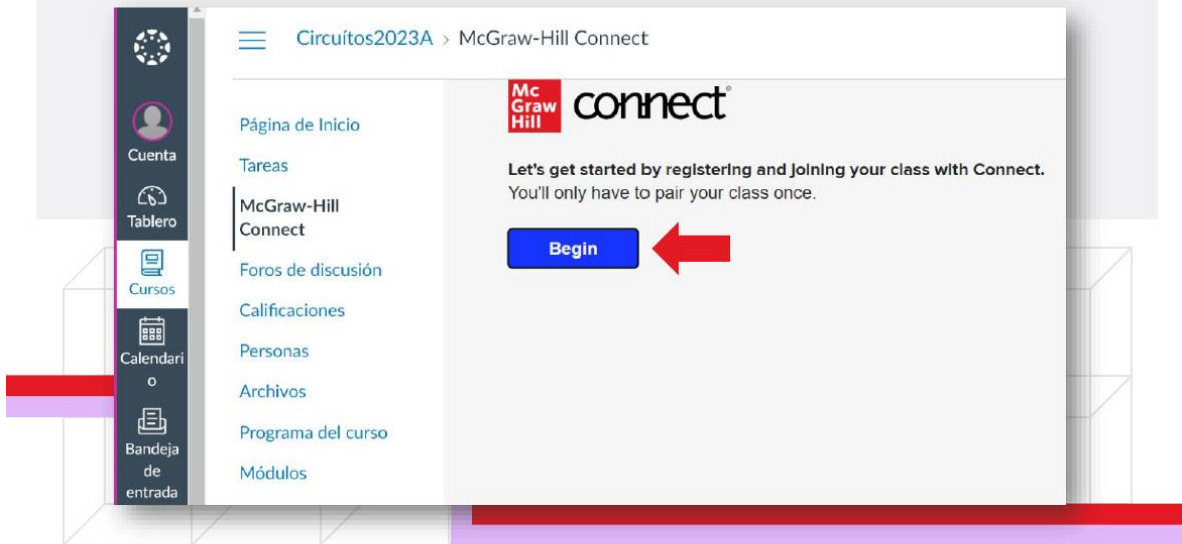 Circuítos2023A > McGraw-Hill Connect
Cuenta
Tablero
Cursos
Calendari
o
Bandeja
de
entrada
Página de Inicio
Tareas
McGraw-Hill
Connect
Foros de discusión
Calificaciones
Personas
Archivos
Programa del curso
Módulos
Mc
Graw
Hill
connect®
Let's get started by registering and joining your class with Connect.
You'll only have to pair your class once.
Begin